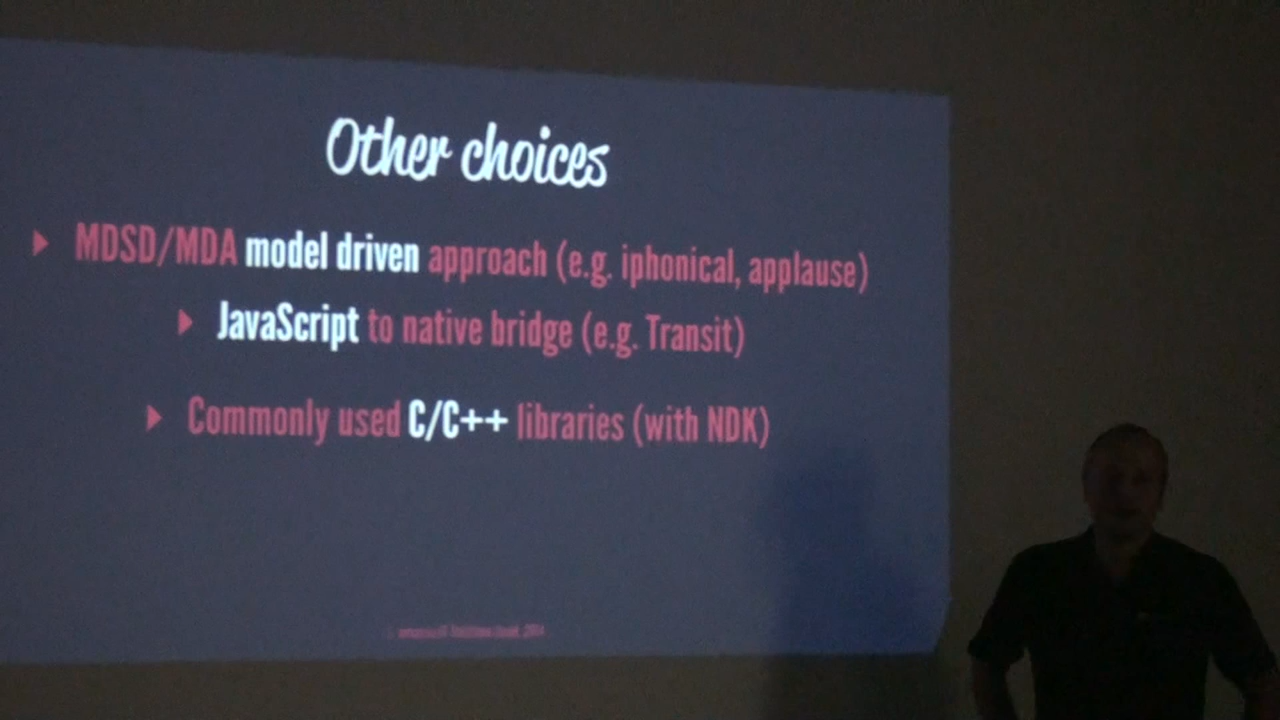 Other choices
MDSD/MDA model driven approach (e.g. iphonical, applause)
JavaScript to native bridge (e.g. Transit)
Commonly used C/C++ libraries (with NDK)
2014